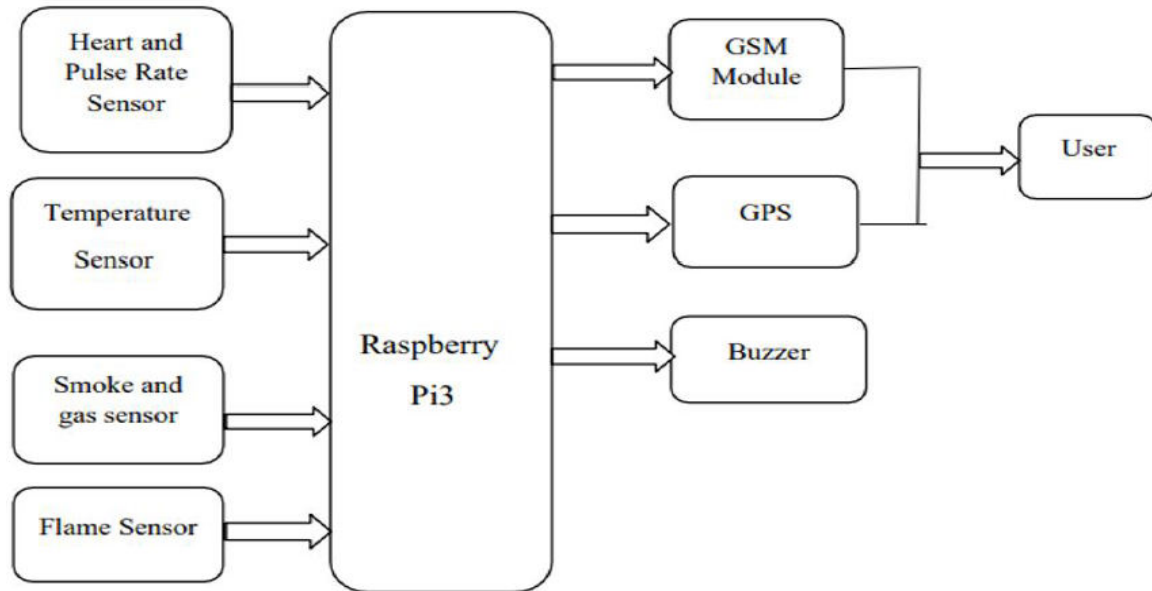 Heart and
Pulse Rate
Sensor
Temperature
Sensor
Smoke and
gas sensor
Flame Sensor
Raspberry
Pi3
GSM
Module
GPS
Buzzer
User